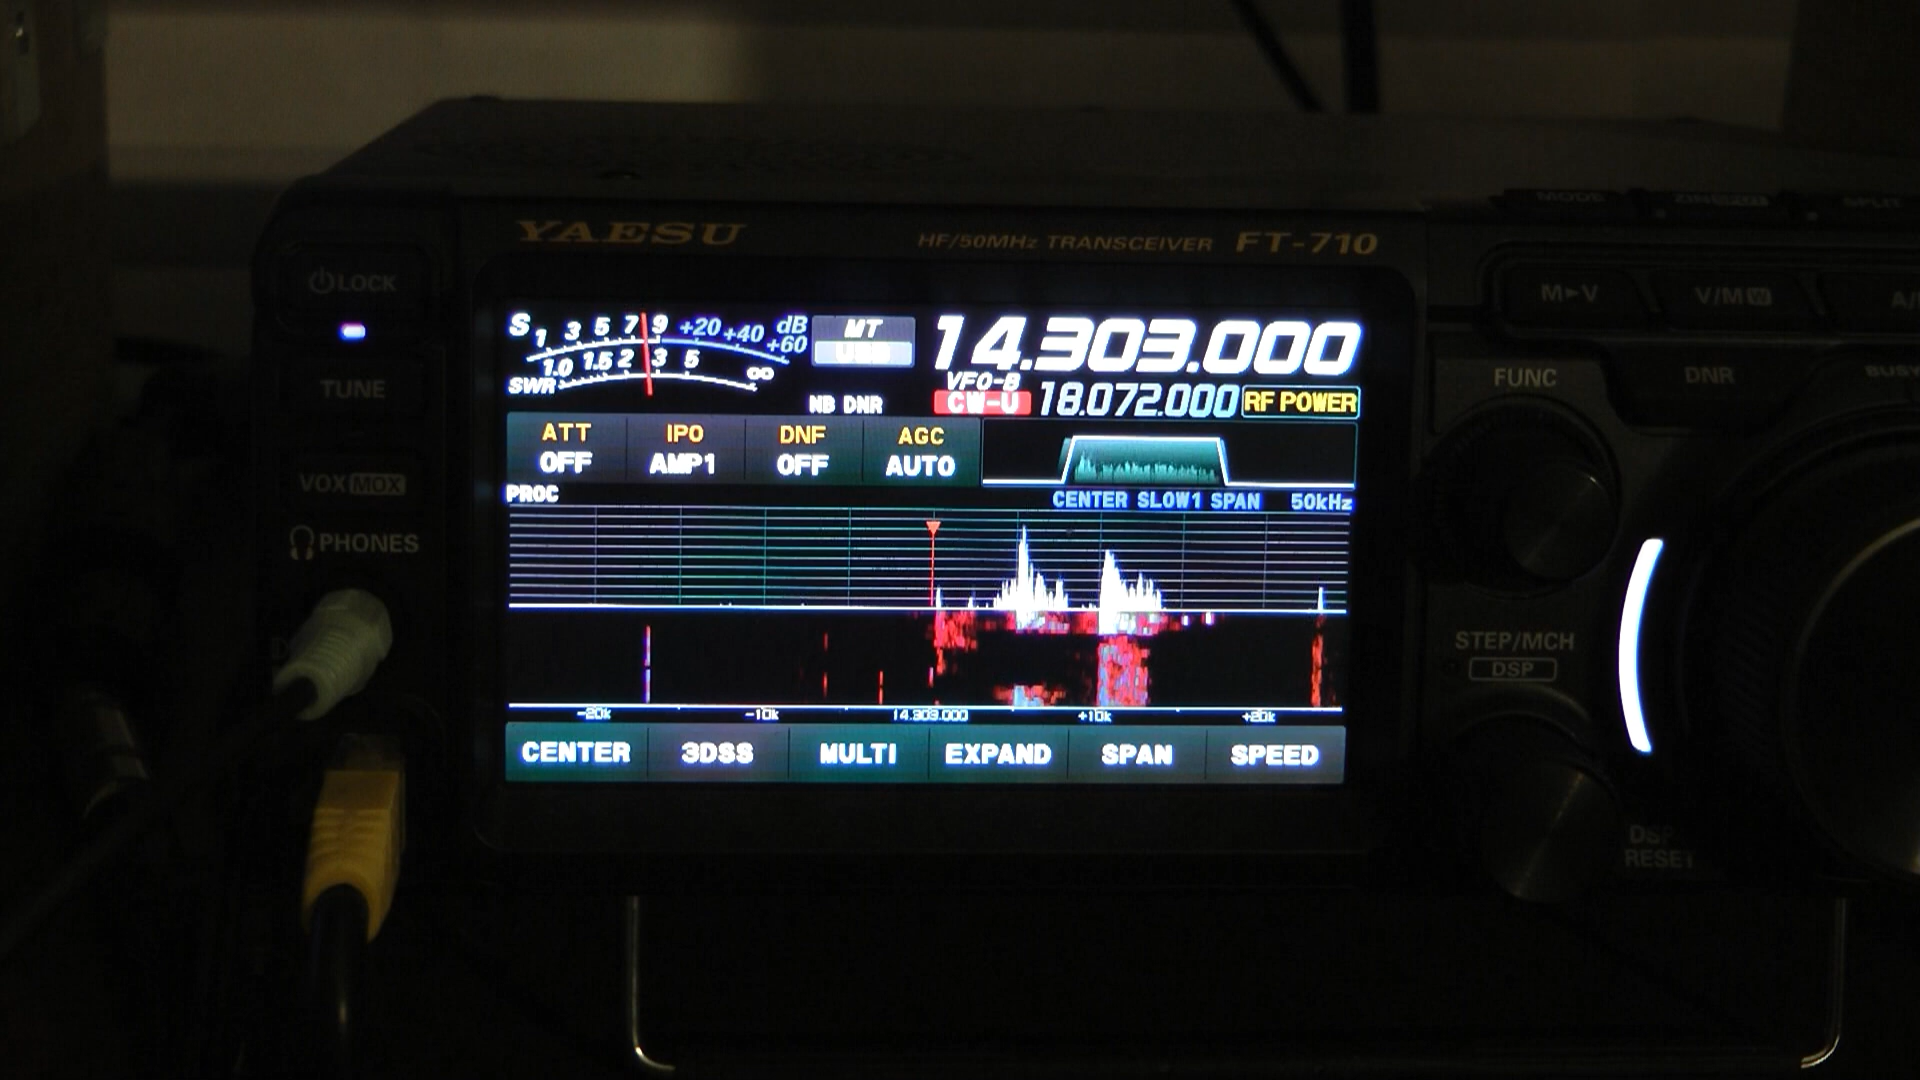 YAESU HF/50MHz TRANSCEIVER FT-710
MODE SPLIT
LOCK
M►V V/M W A/
S 1 3 5 7 9 +20 +40 +60 dB
1.0 1.5 2 3 5 ∞
SWR
MT
USB
14.303.000
VFO-B
CW-U 18.072.000 RF POWER
NB DNR
TUNE
FUNC
DNR
BUSY
ATT IPO DNF AGC
OFF AMP1 OFF AUTO
VOX MOX
PROC CENTER SLOW1 SPAN 50kHz
PHONES
STEP/MCH
DSP
-20k -10k 14.303.000 +10k +20k
CENTER 3DSS MULTI EXPAND SPAN SPEED
DSP
RESET